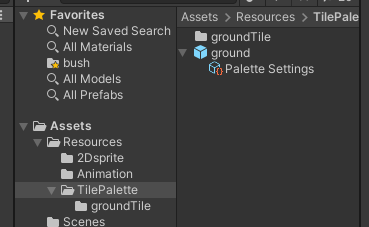 Favorites
New Saved Search
All Materials
bush
All Models
All Prefabs
Assets
Resources
2Dsprite
Animation
TilePalette
groundTile
Scenes
Assets > Resources > TilePale
groundTile
ground
Palette Settings